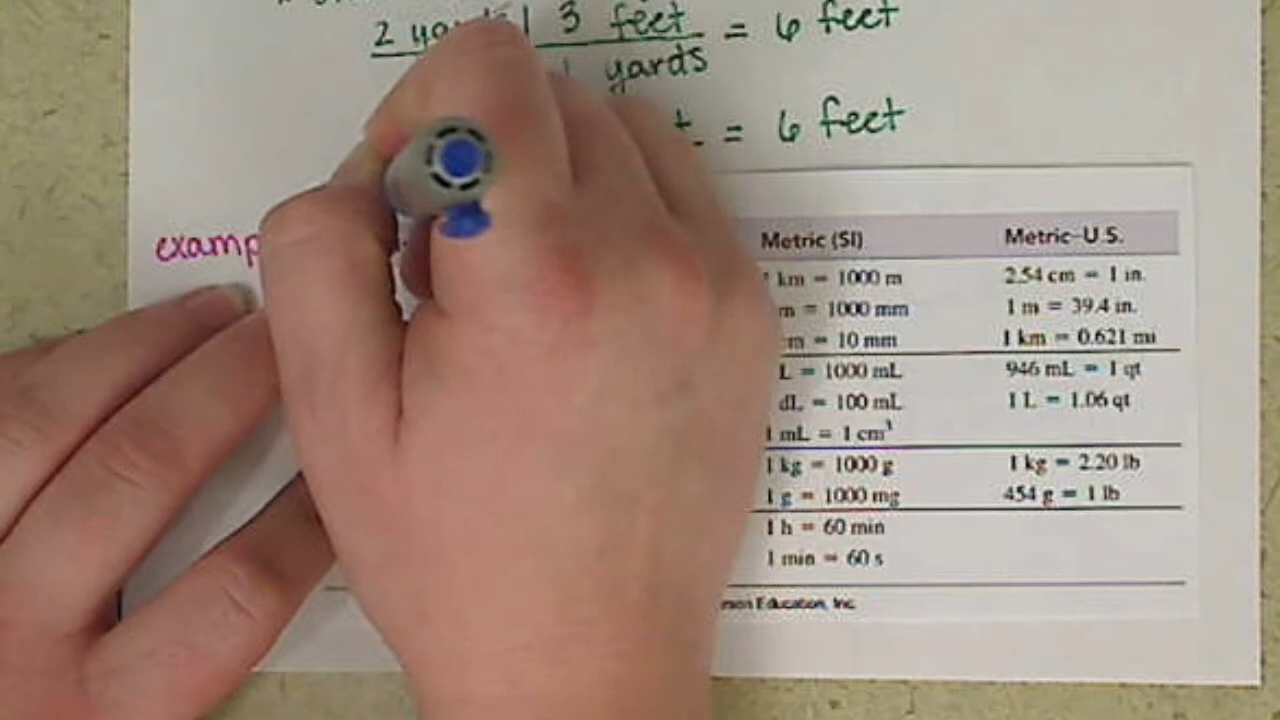 2 3 feet = 6 feet
yards
= 6 feet
examp
Metric (SI) Metric-U.S.
km = 1000 m 2.54 cm = 1 in.
m = 1000 mm 1 m = 39.4 in.
m = 10 mm 1 km = 0.621 mi
L = 1000 mL 946 mL = 1 qt
dL = 100 mL 1 L = 1.06 qt
1 mL = 1 cm³
1 kg = 1000 g 1 kg = 2.20 lb
1 g = 1000 mg 454 g = 1 lb
1 h = 60 min
1 min = 60 s
Education, Inc.